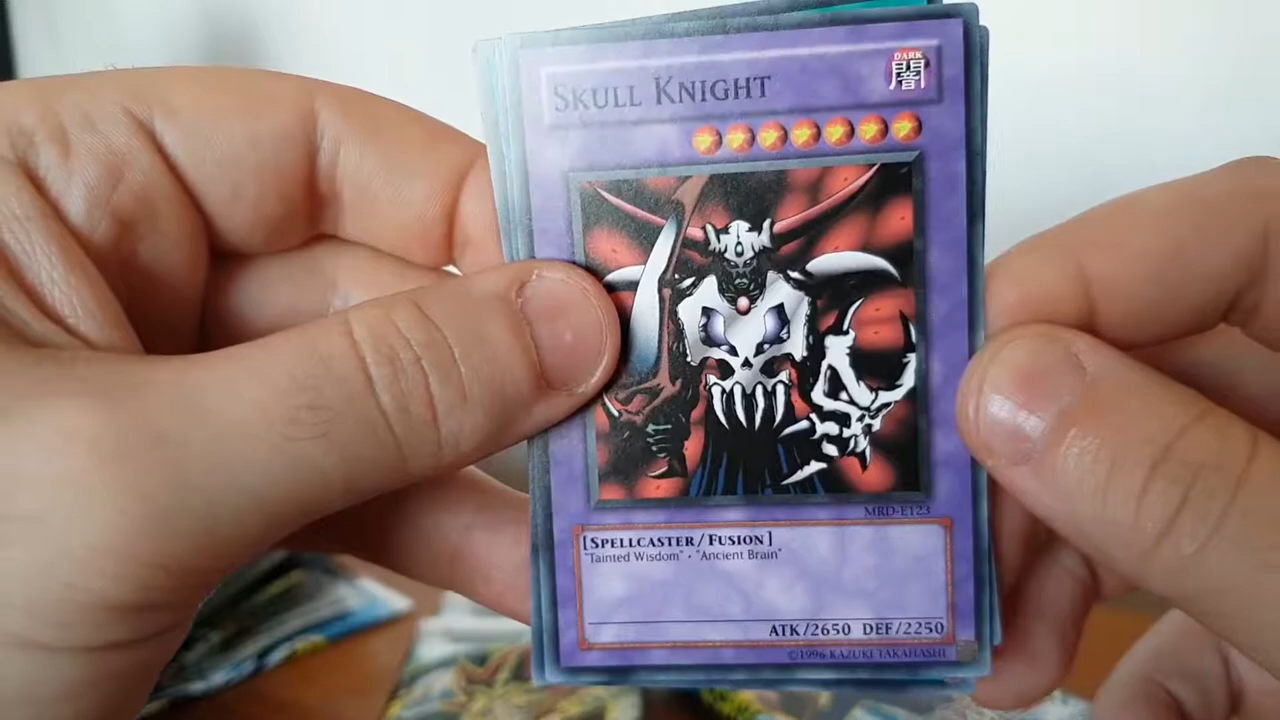 SKULL KNIGHT
DARK
闇
MRD-E123
[SPELLCASTER/FUSION]
"Tainted Wisdom" • "Ancient Brain"
ATK/2650 DEF/2250
©1996 KAZUKI TAKAHASHI